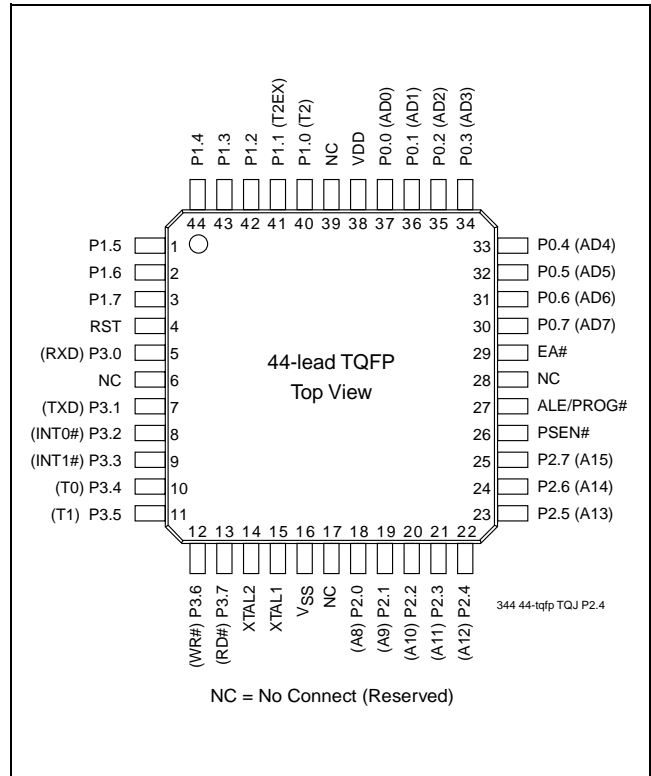 P1.4
P1.3
P1.2
P1.1 (T2EX)
P1.0 (T2)
NC
VDD
P0.0 (AD0)
P0.1 (AD1)
P0.2 (AD2)
P0.3 (AD3)
44 43 42 41 40 39 38 37 36 35 34
P1.5 1
P1.6 2
P1.7 3
RST 4
(RXD) P3.0 5
NC 6
(TXD) P3.1 7
(INT0#) P3.2 8
(INT1#) P3.3 9
(T0) P3.4 10
(T1) P3.5 11
44-lead TQFP
Top View
33 P0.4 (AD4)
32 P0.5 (AD5)
31 P0.6 (AD6)
30 P0.7 (AD7)
29 EA#
28 NC
27 ALE/PROG#
26 PSEN#
25 P2.7 (A15)
24 P2.6 (A14)
23 P2.5 (A13)
12 13 14 15 16 17 18 19 20 21 22
(WR#) P3.6
(RD#) P3.7
XTAL2
XTAL1
VSS
NC
(A8) P2.0
(A9) P2.1
(A10) P2.2
(A11) P2.3
(A12) P2.4
344 44-tqfp TQJ P2.4
NC = No Connect (Reserved)